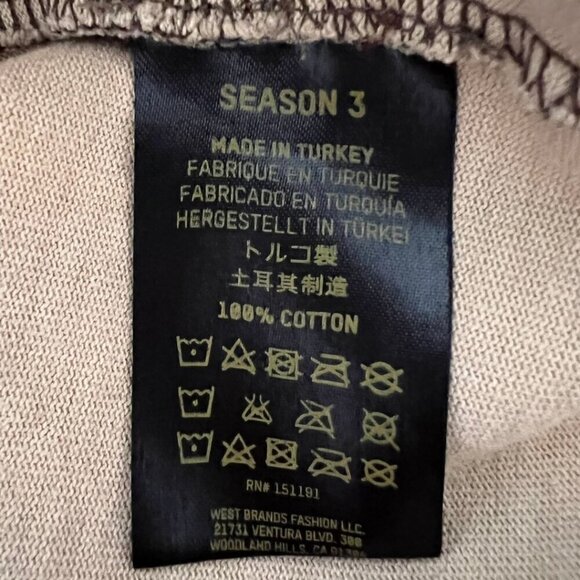 SEASON 3
MADE IN TURKEY
FABRIQUE EN TURQUIE
FABRICADO EN TURQUÍA
HERGESTELLT IN TÜRKEI
トルコ製
土耳其制造
100% COTTON
RN# 151191
WEST BRANDS FASHION LLC.
21731 VENTURA BLVD. 300
WOODLAND HILLS, CA